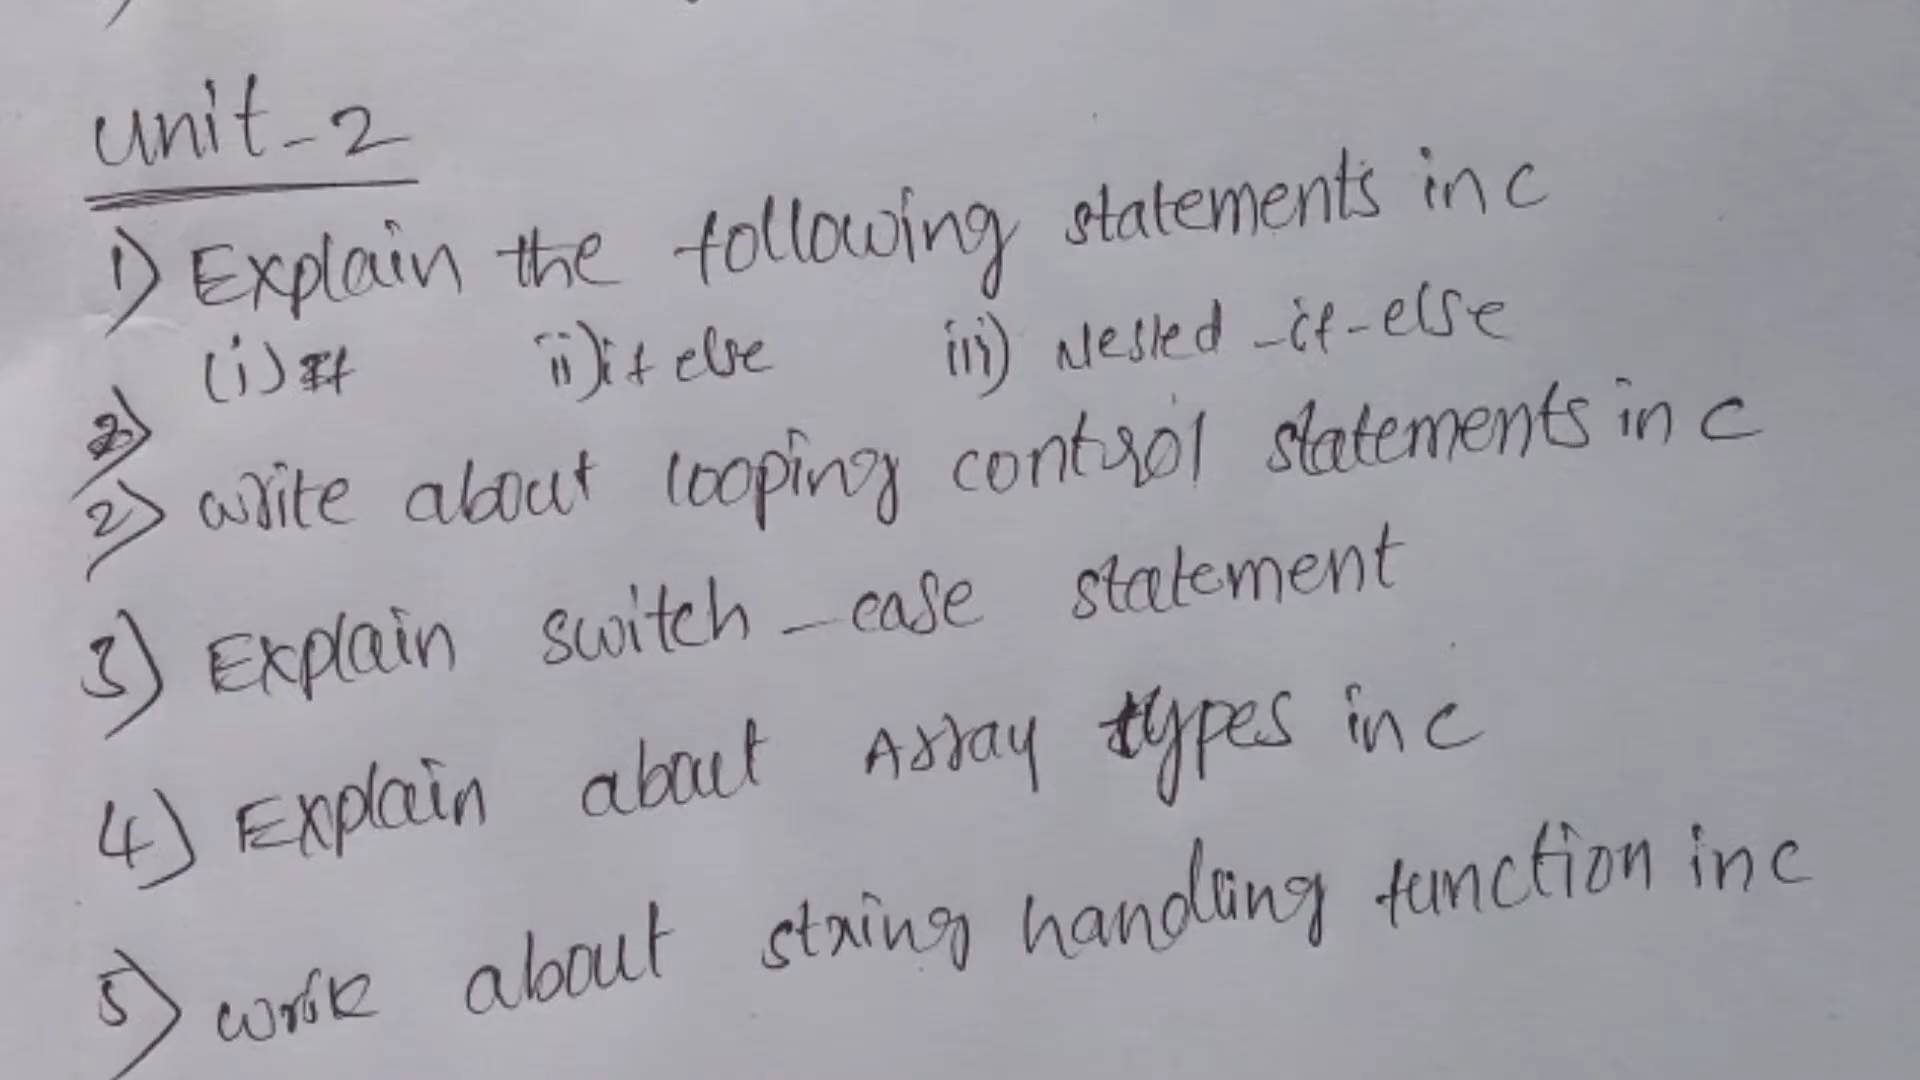 unit-2
1) Explain the following statements in c
(i) If ii) if else iii) Nested-if-else
2)
2) write about looping control statements in c
3) Explain switch-case statement
4) Explain about Array types in c
5) write about string handling function in c